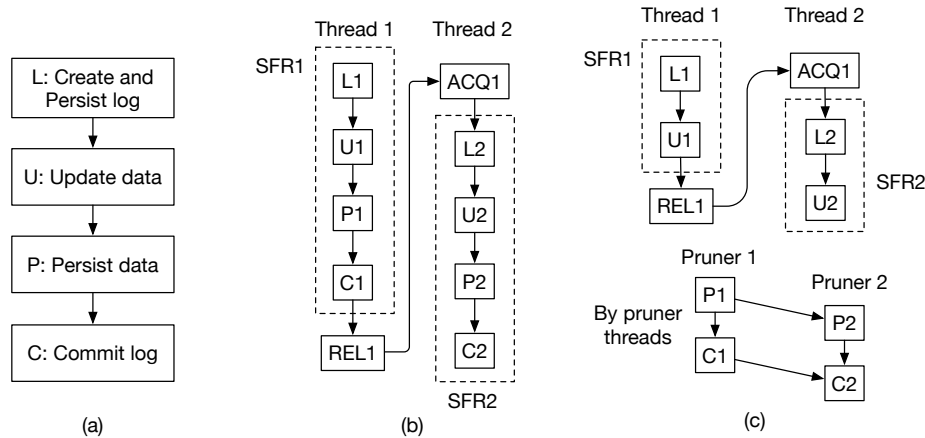 L: Create and
Persist log
U: Update data
P: Persist data
C: Commit log
(a)
Thread 1
Thread 2
SFR1
L1
U1
P1
C1
REL1
ACQ1
L2
U2
P2
C2
SFR2
(b)
Thread 1
Thread 2
SFR1
L1
U1
REL1
ACQ1
L2
U2
SFR2
Pruner 1
Pruner 2
By pruner
threads
P1
C1
P2
C2
(c)